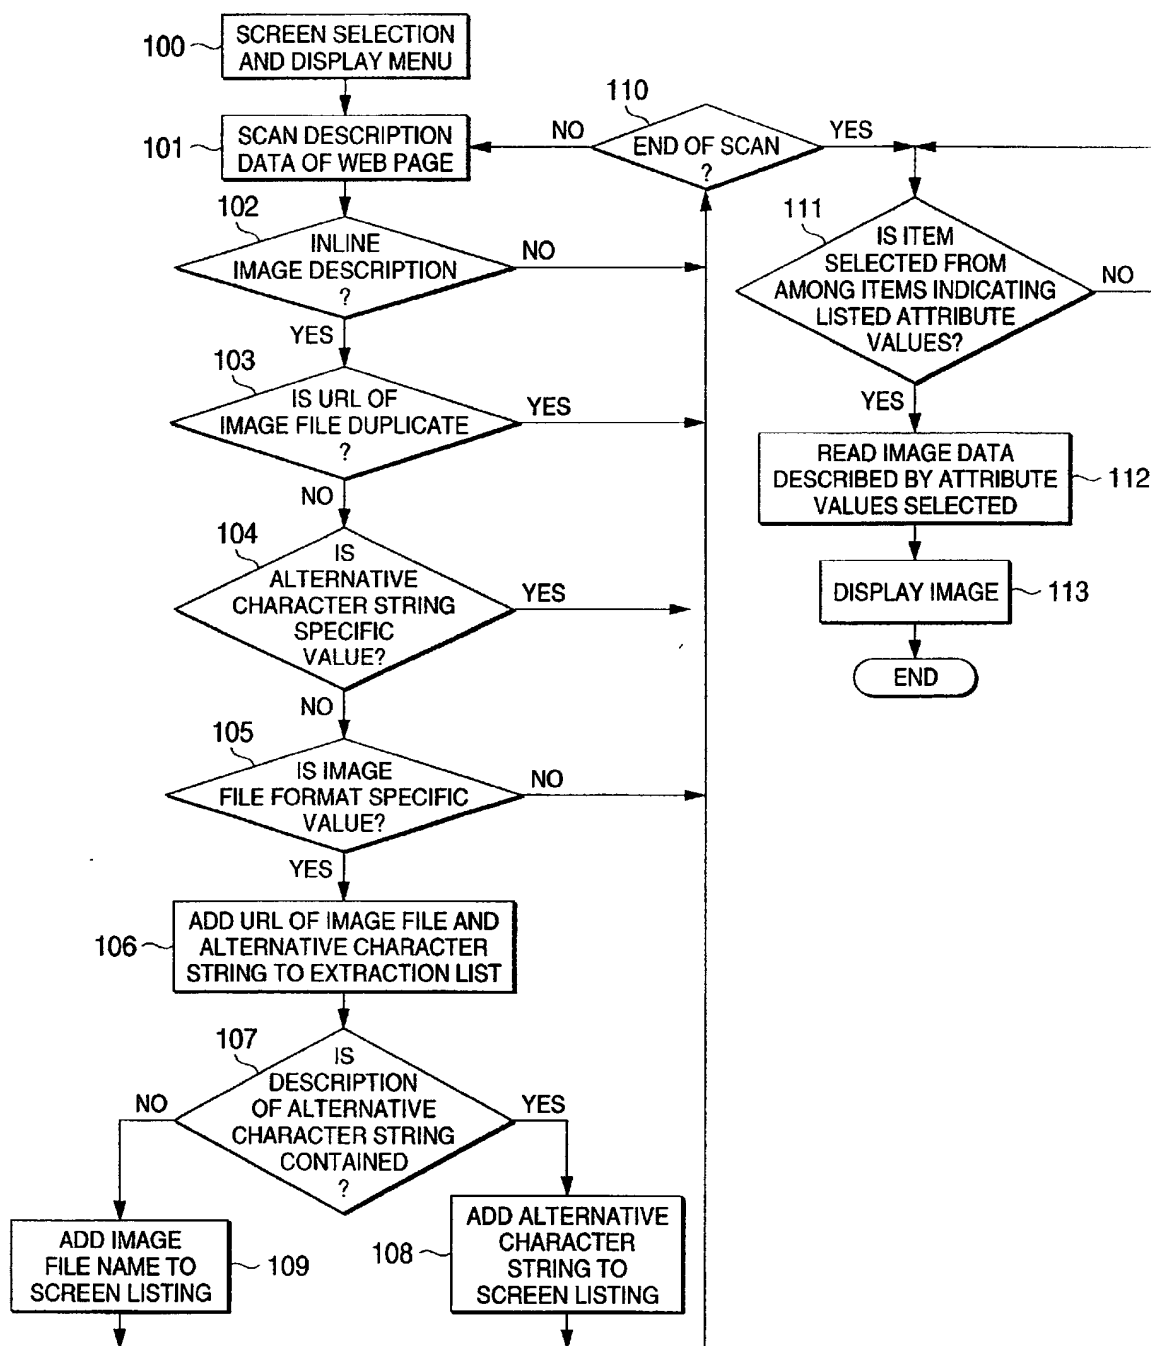 100
SCREEN SELECTION
AND DISPLAY MENU
101
SCAN DESCRIPTION
DATA OF WEB PAGE
102
INLINE
IMAGE DESCRIPTION
?
NO
YES
103
IS URL OF
IMAGE FILE DUPLICATE
?
YES
NO
104
IS
ALTERNATIVE
CHARACTER STRING
SPECIFIC
VALUE?
YES
NO
105
IS IMAGE
FILE FORMAT SPECIFIC
VALUE?
NO
YES
106
ADD URL OF IMAGE FILE AND
ALTERNATIVE CHARACTER
STRING TO EXTRACTION LIST
107
IS
DESCRIPTION
OF ALTERNATIVE
CHARACTER STRING
CONTAINED
?
NO
YES
ADD IMAGE
FILE NAME TO
SCREEN LISTING
109
108
ADD ALTERNATIVE
CHARACTER
STRING TO
SCREEN LISTING
110
END OF SCAN
?
NO
YES
111
IS ITEM
SELECTED FROM
AMONG ITEMS INDICATING
LISTED ATTRIBUTE
VALUES?
NO
YES
READ IMAGE DATA
DESCRIBED BY ATTRIBUTE
VALUES SELECTED
112
DISPLAY IMAGE
113
END